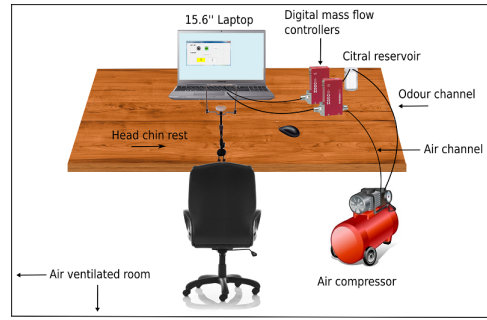 15.6'' Laptop
Digital mass flow
controllers
Citral reservoir
Odour channel
Head chin rest
Air channel
Air ventilated room
Air compressor